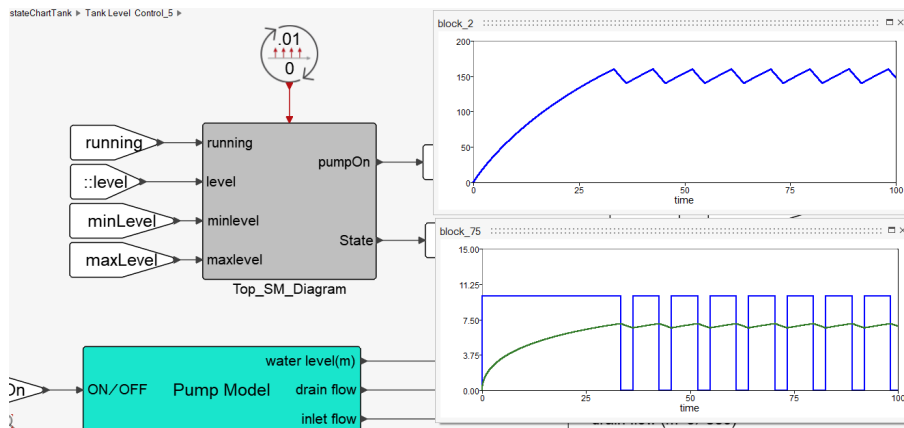 stateChartTank ▸ Tank Level Control_5 ▸
.01
0
running
::level
minLevel
maxLevel
running
level
minlevel
maxlevel
pumpOn
State
Top_SM_Diagram
On
ON/OFF
Pump Model
water level(m)
drain flow
inlet flow
block_2
200
150
100
50
0
0
25
50
75
100
time
block_75
15.00
11.25
7.50
3.75
0
0
25
50
75
100
time